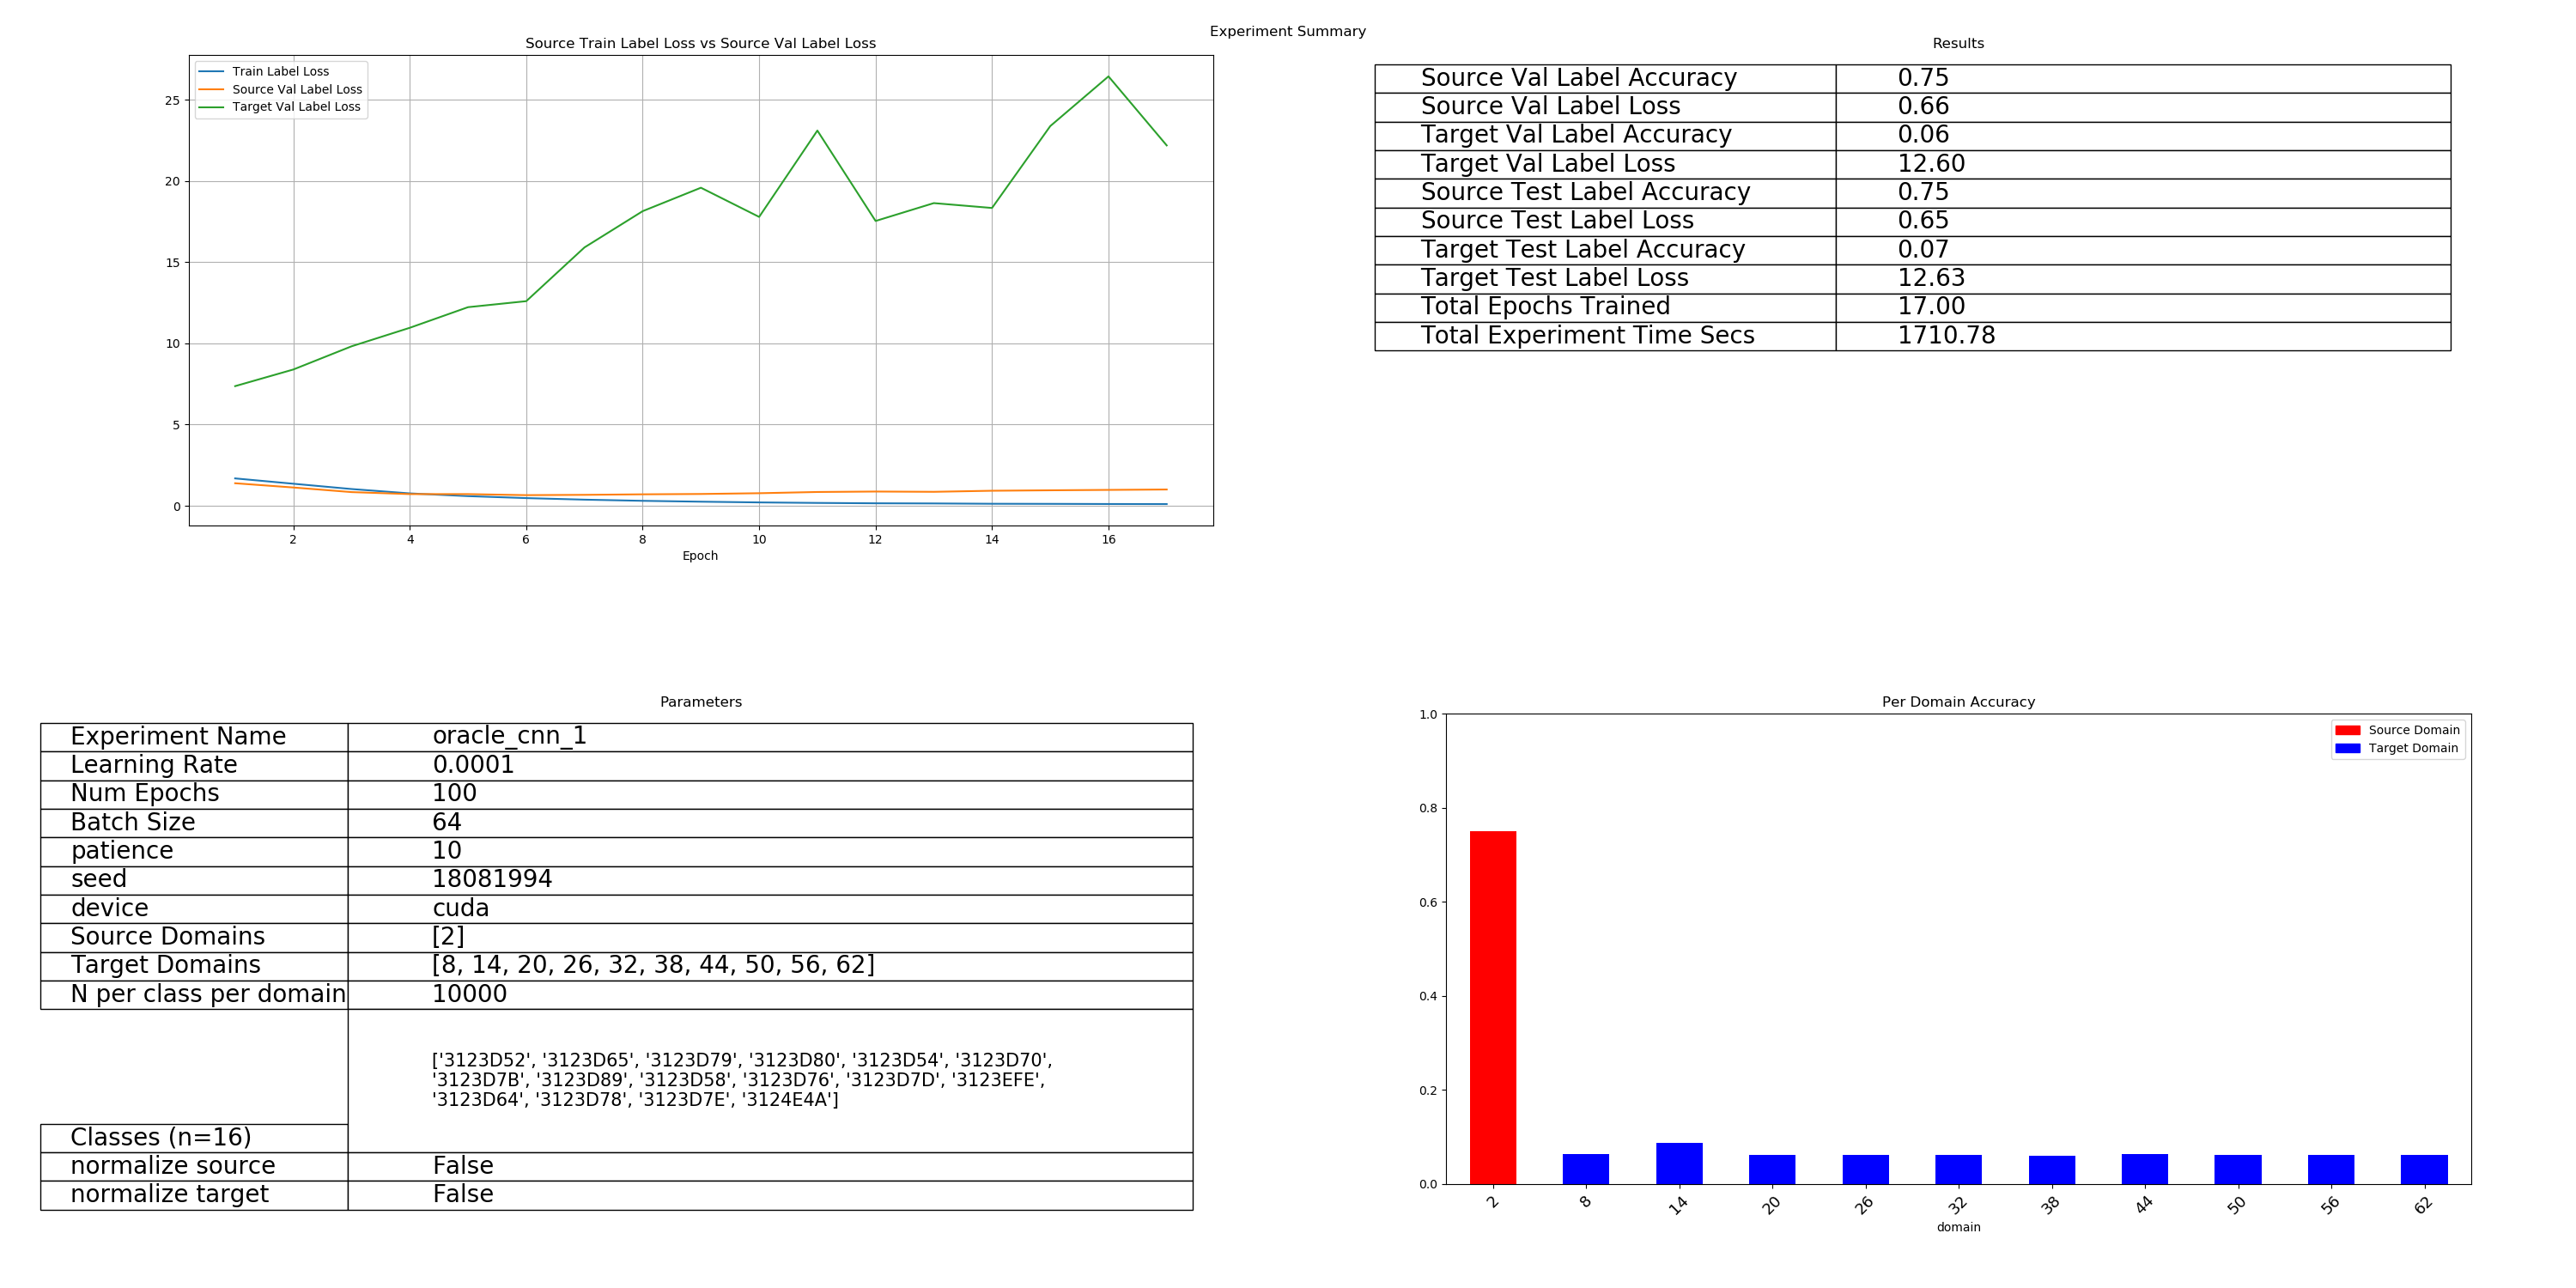 Experiment Summary
Source Train Label Loss vs Source Val Label Loss
Train Label Loss
Source Val Label Loss
Target Val Label Loss
25
20
15
10
5
0
2 4 6 8 10 12 14 16
Epoch
Results
Source Val Label Accuracy 0.75
Source Val Label Loss 0.66
Target Val Label Accuracy 0.06
Target Val Label Loss 12.60
Source Test Label Accuracy 0.75
Source Test Label Loss 0.65
Target Test Label Accuracy 0.07
Target Test Label Loss 12.63
Total Epochs Trained 17.00
Total Experiment Time Secs 1710.78
Parameters
Experiment Name oracle_cnn_1
Learning Rate 0.0001
Num Epochs 100
Batch Size 64
patience 10
seed 18081994
device cuda
Source Domains [2]
Target Domains [8, 14, 20, 26, 32, 38, 44, 50, 56, 62]
N per class per domain 10000
['3123D52', '3123D65', '3123D79', '3123D80', '3123D54', '3123D70',
'3123D7B', '3123D89', '3123D58', '3123D76', '3123D7D', '3123EFE',
'3123D64', '3123D78', '3123D7E', '3124E4A']
Classes (n=16)
normalize source False
normalize target False
Per Domain Accuracy
Source Domain
Target Domain
1.0
0.8
0.6
0.4
0.2
0.0
2 8 14 20 26 32 38 44 50 56 62
domain